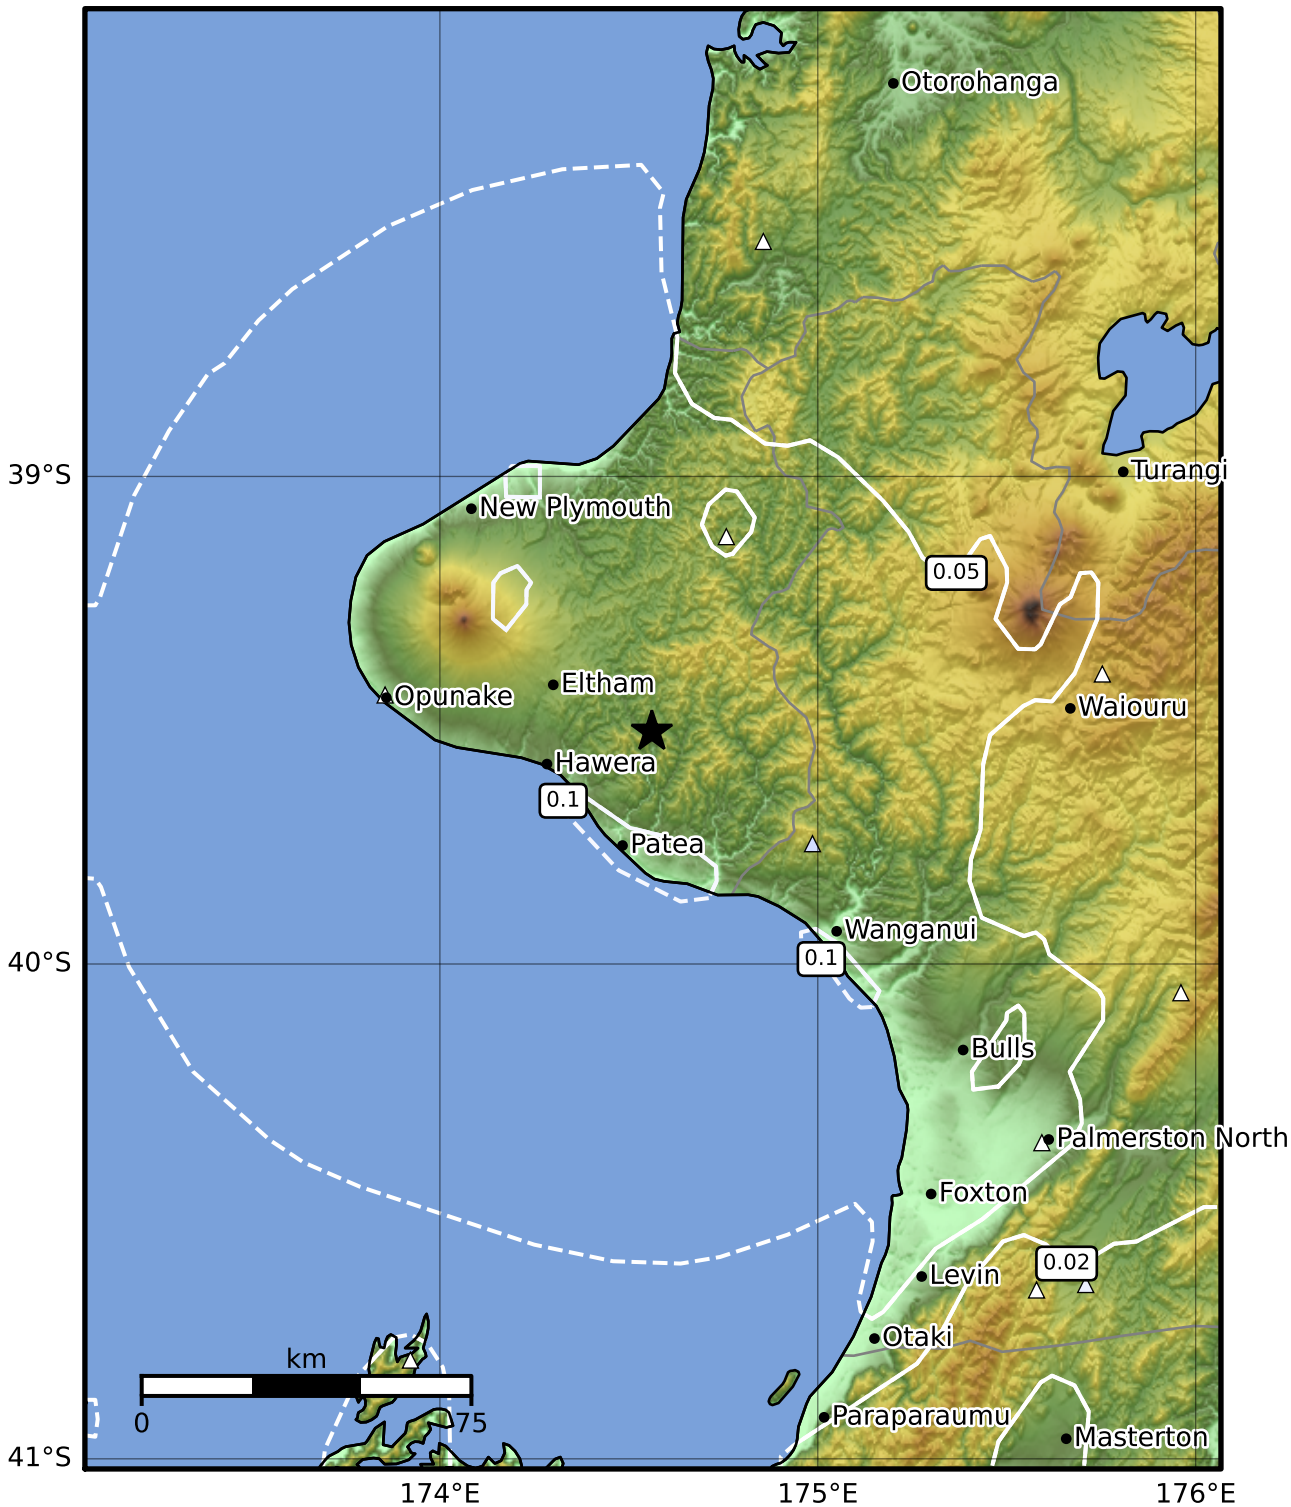 Otorohanga
39°S
Turangi
New Plymouth
0.05
Opunake
Eltham
Waiouru
Hawera
0.1
Patea
Wanganui
40°S
0.1
Bulls
Palmerston North
Foxton
0.02
Levin
Otaki
km
0
75
Paraparaumu
Masterton
41°S
174°E
175°E
176°E